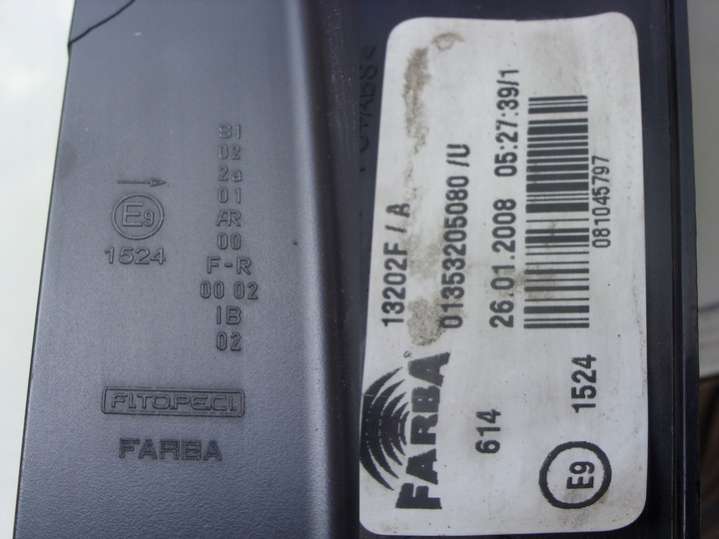 S1
02
2a
01
AR
00
F-R
00 02
IB
02
E9
1524
FITOPECI
FARBA
13202F / A
01353205080 /U
26.01.2008 05:27:39/1
081045797
FARBA
614
E9
1524